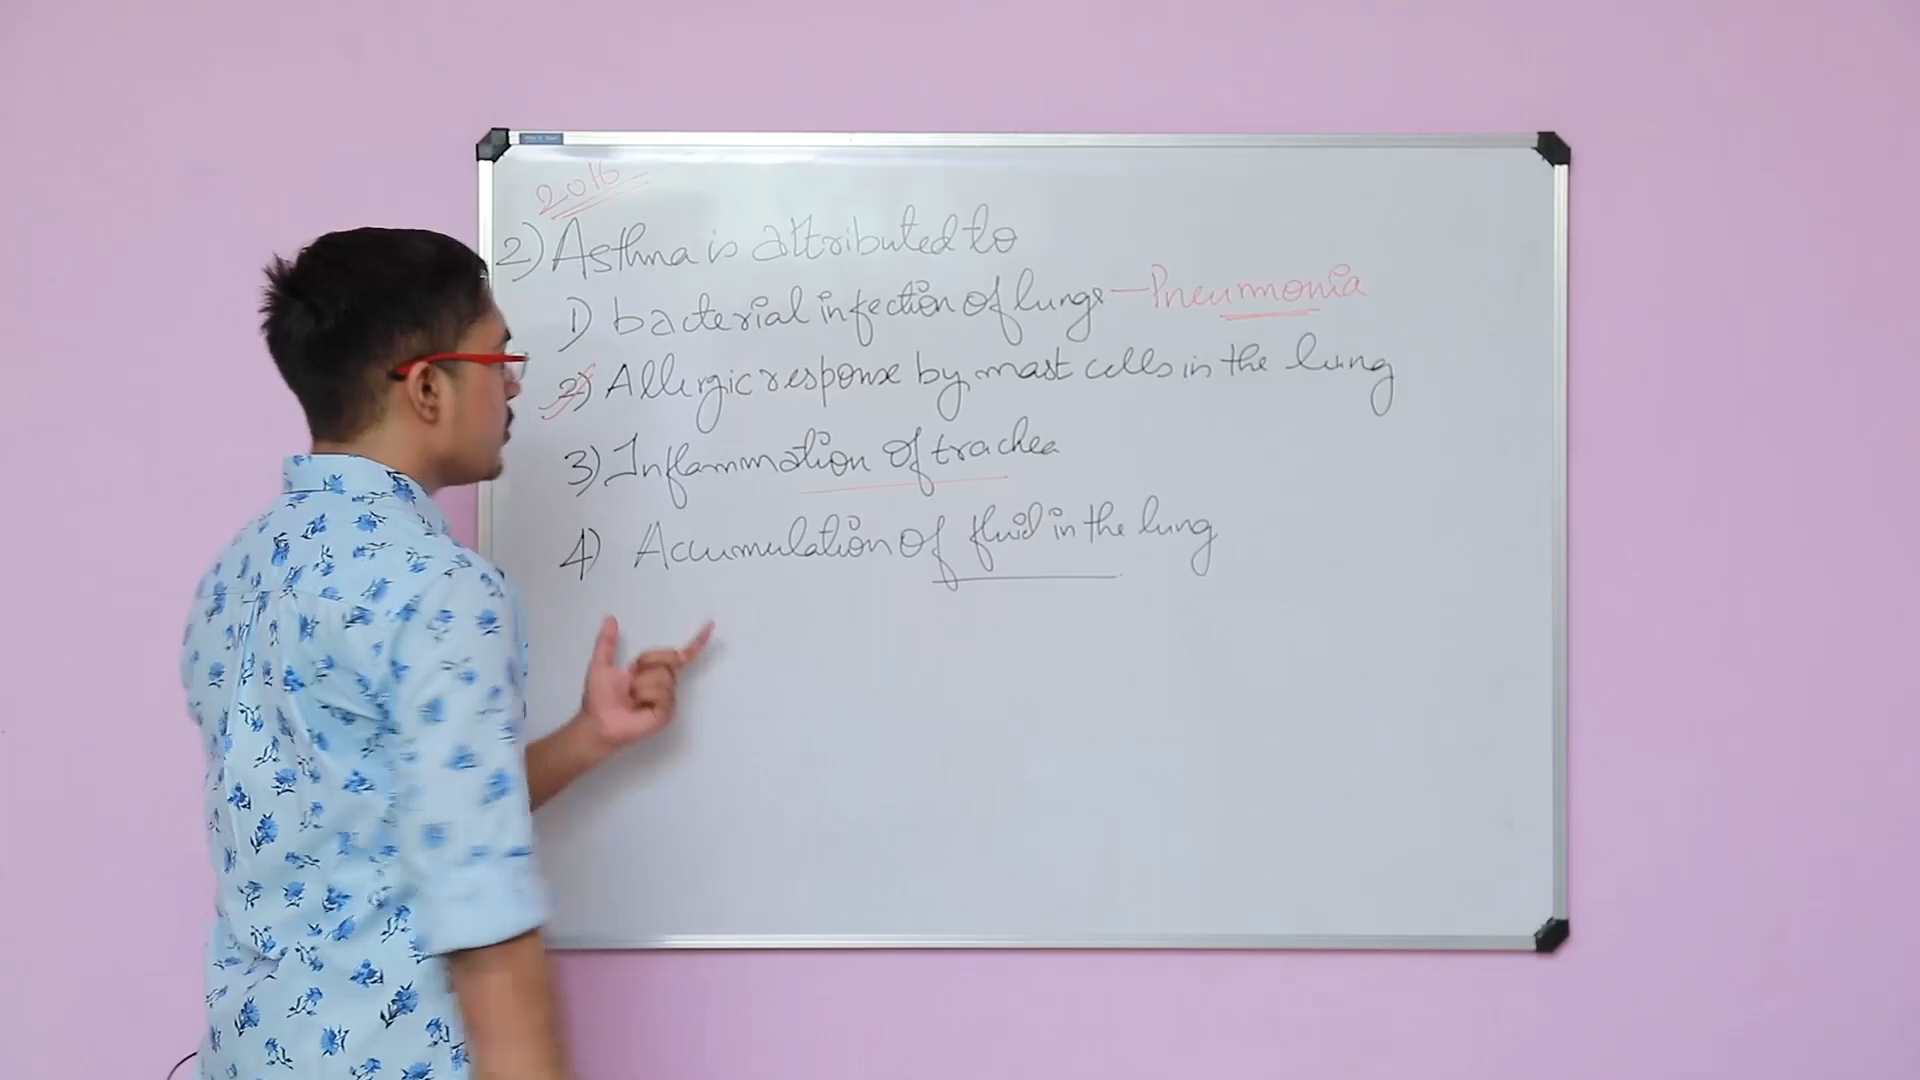 2016
2) Asthma is attributed to
1) bacterial infection of lungs - Pneumonia
2) Allergic response by mast cells in the lung
3) Inflammation of trachea
4) Accumulation of fluid in the lung